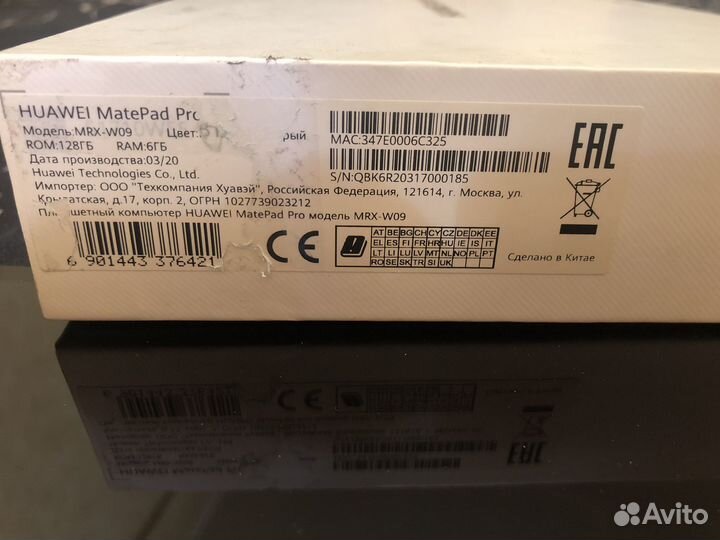 HUAWEI MatePad Pro
Модель:MRX-W09 Цвет: рый
ROM:128ГБ RAM:6ГБ
Дата производства:03/20
Huawei Technologies Co., Ltd.
MAC:347E0006C325
S/N:QBK6R20317000185
Импортер: ООО "Техкомпания Хуавэй", Российская Федерация, 121614, г. Москва, ул.
Крылатская, д.17, корп. 2, ОГРН 1027739023212
Планшетный компьютер HUAWEI MatePad Pro модель MRX-W09
6 901443 376421
CE
AT BE BG CH CY CZ DE DK EE
EL ES FI FR HR HU IE IS IT
LT LI LU LV MT NL NO PL PT
RO SE SK TR SI UK
EAC
Сделано в Китае
Avito